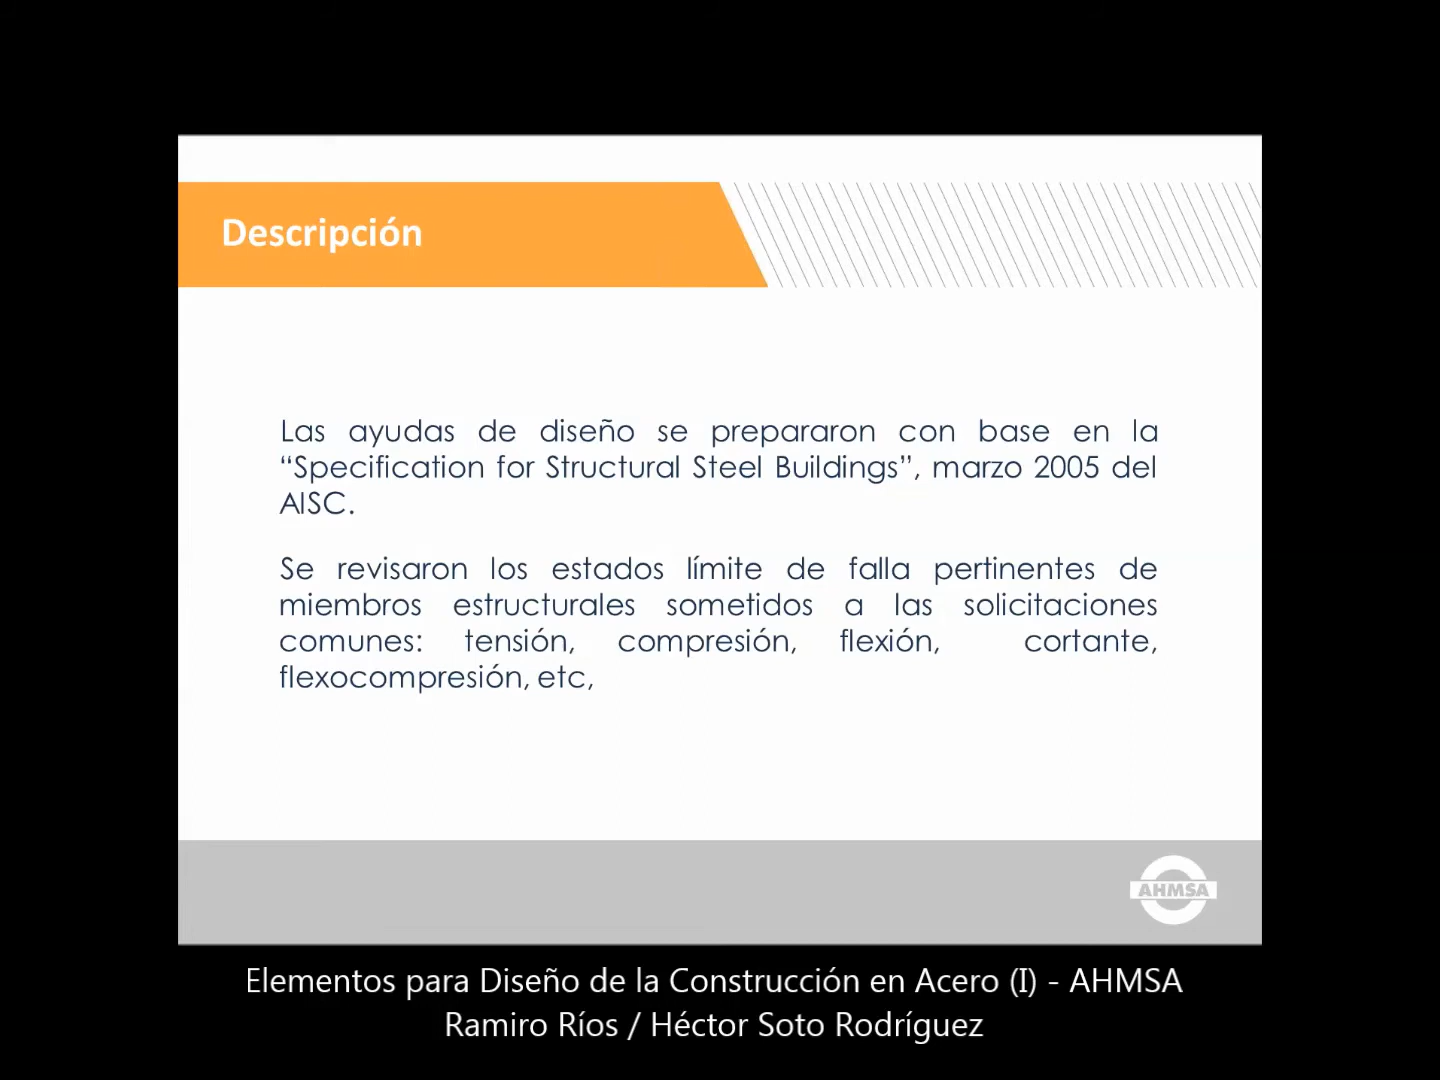 Descripción
Las ayudas de diseño se prepararon con base en la
“Specification for Structural Steel Buildings”, marzo 2005 del
AISC.
Se revisaron los estados límite de falla pertinentes de
miembros estructurales sometidos a las solicitaciones
comunes: tensión, compresión, flexión, cortante,
flexocompresión, etc,
AHMSA
Elementos para Diseño de la Construcción en Acero (I) - AHMSA
Ramiro Ríos / Héctor Soto Rodríguez